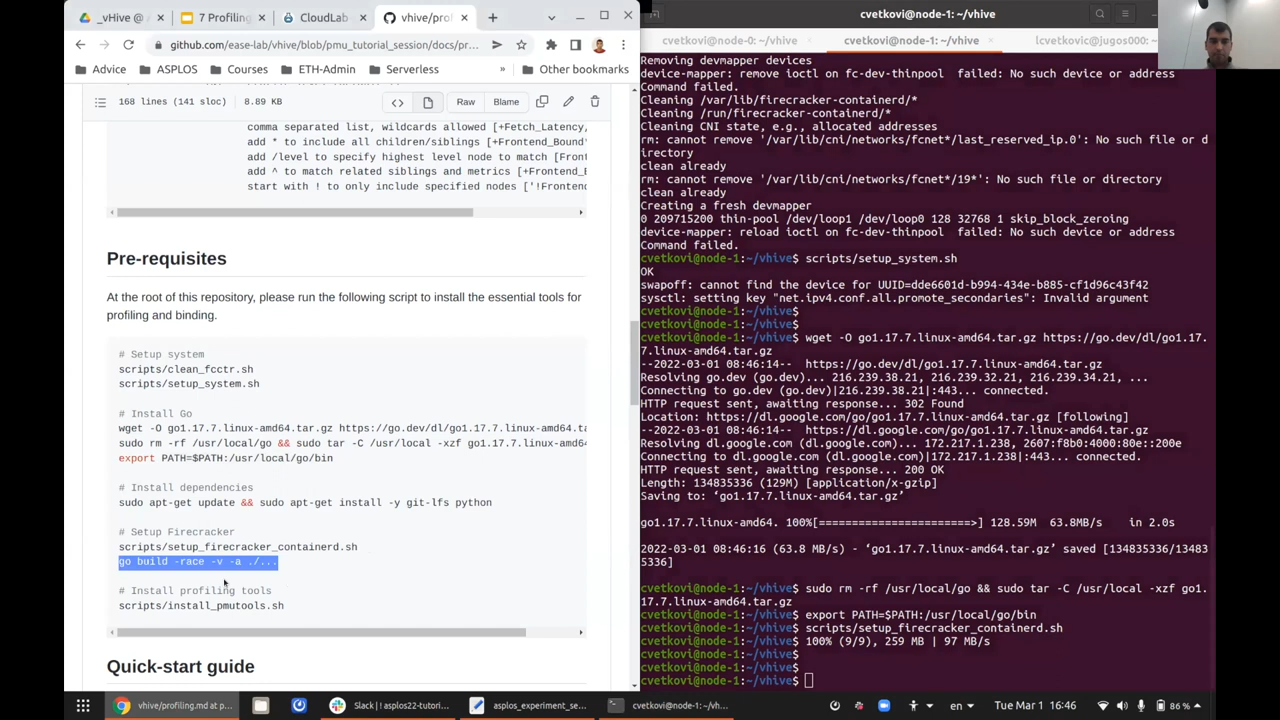 _vHive @ A
7 Profiling
CloudLab
vhive/prof
cvetkovi@node-1: ~/vhive
github.com/ease-lab/vhive/blob/pmu_tutorial_session/docs/pr...
cvetkovi@node-0: ~/vhive
cvetkovi@node-1: ~/vhive
lcvetkovic@jugos000: ~
Advice
ASPLOS
Courses
ETH-Admin
Serverless
»
Other bookmarks
168 lines (141 sloc)
8.89 KB
Raw
Blame
comma separated list, wildcards allowed [+Fetch_Latency,
add * to include all children/siblings [+Frontend_Bound*
add /level to specify highest level node to match [Front
add ^ to match related siblings and metrics [+Frontend_B
start with ! to only include specified nodes ['!Frontend
Pre-requisites
At the root of this repository, please run the following script to install the essential tools for
profiling and binding.
# Setup system
scripts/clean_fcctr.sh
scripts/setup_system.sh
# Install Go
wget -O go1.17.7.linux-amd64.tar.gz https://go.dev/dl/go1.17.7.linux-amd64.ta
sudo rm -rf /usr/local/go && sudo tar -C /usr/local -xzf go1.17.7.linux-am64
export PATH=$PATH:/usr/local/go/bin
# Install dependencies
sudo apt-get update && sudo apt-get install -y git-lfs python
# Setup Firecracker
scripts/setup_firecracker_containerd.sh
go build -race -v -a ./...
# Install profiling tools
scripts/install_pmutools.sh
Quick-start guide
Removing devmapper devices
device-mapper: remove ioctl on fc-dev-thinpool  failed: No such device or address
Command failed.
Cleaning /var/lib/firecracker-containerd/*
Cleaning /run/firecracker-containerd/*
Cleaning CNI state, e.g., allocated addresses
rm: cannot remove '/var/lib/cni/networks/fcnet*/last_reserved_ip.0': No such file or d
irectory
clean already
rm: cannot remove '/var/lib/cni/networks/fcnet*/19*': No such file or directory
clean already
Creating a fresh devmapper
0 209715200 thin-pool /dev/loop1 /dev/loop0 128 32768 1 skip_block_zeroing
device-mapper: reload ioctl on fc-dev-thinpool  failed: No such device or address
Command failed.
cvetkovi@node-1:~/vhive$ scripts/setup_system.sh
OK
swapoff: cannot find the device for UUID=dde6601d-b994-434e-b885-cf1d96c43f42
sysctl: setting key "net.ipv4.conf.all.promote_secondaries": Invalid argument
cvetkovi@node-1:~/vhive$
cvetkovi@node-1:~/vhive$
cvetkovi@node-1:~/vhive$ wget -O go1.17.7.linux-amd64.tar.gz https://go.dev/dl/go1.17.
7.linux-amd64.tar.gz
--2022-03-01 08:46:14--  https://go.dev/dl/go1.17.7.linux-amd64.tar.gz
Resolving go.dev (go.dev)... 216.239.38.21, 216.239.32.21, 216.239.34.21, ...
Connecting to go.dev (go.dev)|216.239.38.21|:443... connected.
HTTP request sent, awaiting response... 302 Found
Location: https://dl.google.com/go/go1.17.7.linux-amd64.tar.gz [following]
--2022-03-01 08:46:14--  https://dl.google.com/go/go1.17.7.linux-amd64.tar.gz
Resolving dl.google.com (dl.google.com)... 172.217.1.238, 2607:f8b0:4000:80e::200e
Connecting to dl.google.com (dl.google.com)|172.217.1.238|:443... connected.
HTTP request sent, awaiting response... 200 OK
Length: 134835336 (129M) [application/x-gzip]
Saving to: ‘go1.17.7.linux-amd64.tar.gz’
go1.17.7.linux-amd64. 100%[=======================>] 128.59M  63.8MB/s    in 2.0s
2022-03-01 08:46:16 (63.8 MB/s) - ‘go1.17.7.linux-amd64.tar.gz’ saved [134835336/13483
5336]
cvetkovi@node-1:~/vhive$ sudo rm -rf /usr/local/go && sudo tar -C /usr/local -xzf go1.
17.7.linux-amd64.tar.gz
cvetkovi@node-1:~/vhive$ export PATH=$PATH:/usr/local/go/bin
cvetkovi@node-1:~/vhive$ scripts/setup_firecracker_containerd.sh
100% (9/9), 259 MB | 97 MB/s
cvetkovi@node-1:~/vhive$
cvetkovi@node-1:~/vhive$
cvetkovi@node-1:~/vhive$
vhive/profiling.md at p...
Slack | ! asplos22-tutori...
asplos_experiment_se...
cvetkovi@node-1: ~/vh...
en
Tue Mar 1 16:46
86 %